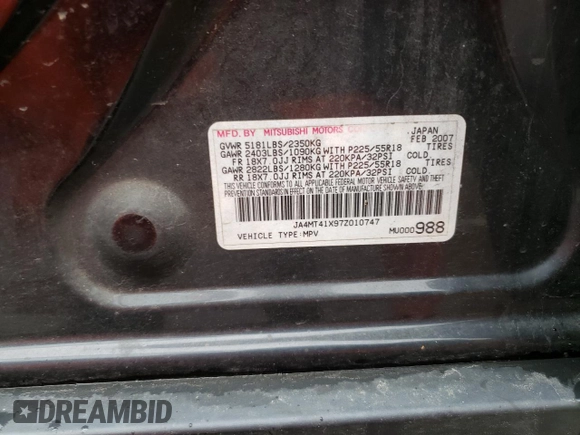 MFD. BY MITSUBISHI MOTORS JAPAN
GVWR 5181LBS/2350KG FEB 2007
GAWR 2403LBS/1090KG WITH P225/55R18 TIRES
FR 18X7.0JJ RIMS AT 220KPA/32PSI COLD
GAWR 2822LBS/1280KG WITH P225/55R18 TIRES
RR 18X7.0JJ RIMS AT 220KPA/32PSI COLD
THIS VEHICLE CONFORMS TO ALL APPLICABLE FEDERAL MOTOR VEHICLE SAFETY AND THEFT
PREVENTION STANDARDS IN EFFECT ON THE DATE OF MANUFACTURE SHOWN ABOVE.
JA4MT41X97Z010747
VEHICLE TYPE:MPV MU000988
DREAMBID